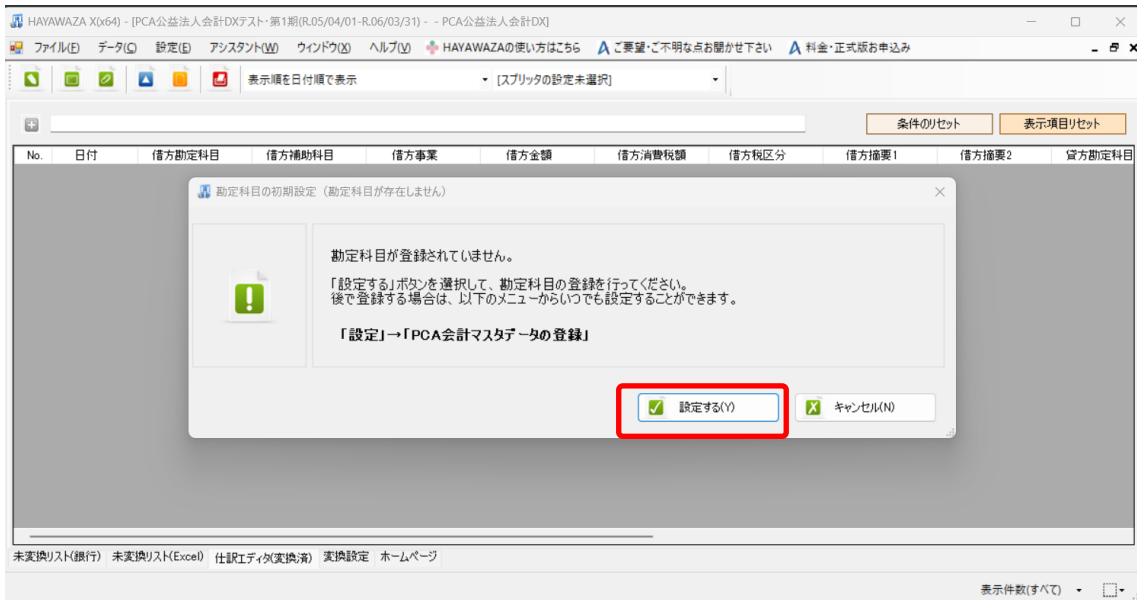 HAYAWAZA X(x64) - [PCA公益法人会計DXテスト・第1期(R.05/04/01-R.06/03/31) - - PCA公益法人会計DX]
ファイル(F) データ(C) 設定(E) アシスタント(W) ウィンドウ(X) ヘルプ(V) HAYAWAZAの使い方はこちら ご要望・ご不明な点お聞かせ下さい 料金・正式版お申込み
表示順を日付順で表示 [スプリッタの設定未選択]
条件のリセット 表示項目リセット
No. 日付 借方勘定科目 借方補助科目 借方事業 借方金額 借方消費税額 借方税区分 借方摘要1 借方摘要2 貸方勘定科目
勘定科目の初期設定（勘定科目が存在しません）
勘定科目が登録されていません。
「設定する」ボタンを選択して、勘定科目の登録を行ってください。
後で登録する場合は、以下のメニューからいつでも設定することができます。
「設定」→「PCA会計マスタデータの登録」
設定する(Y) キャンセル(N)
未変換リスト(銀行) 未変換リスト(Excel) 仕訳エディタ(変換済) 変換設定 ホームページ
表示件数(すべて)